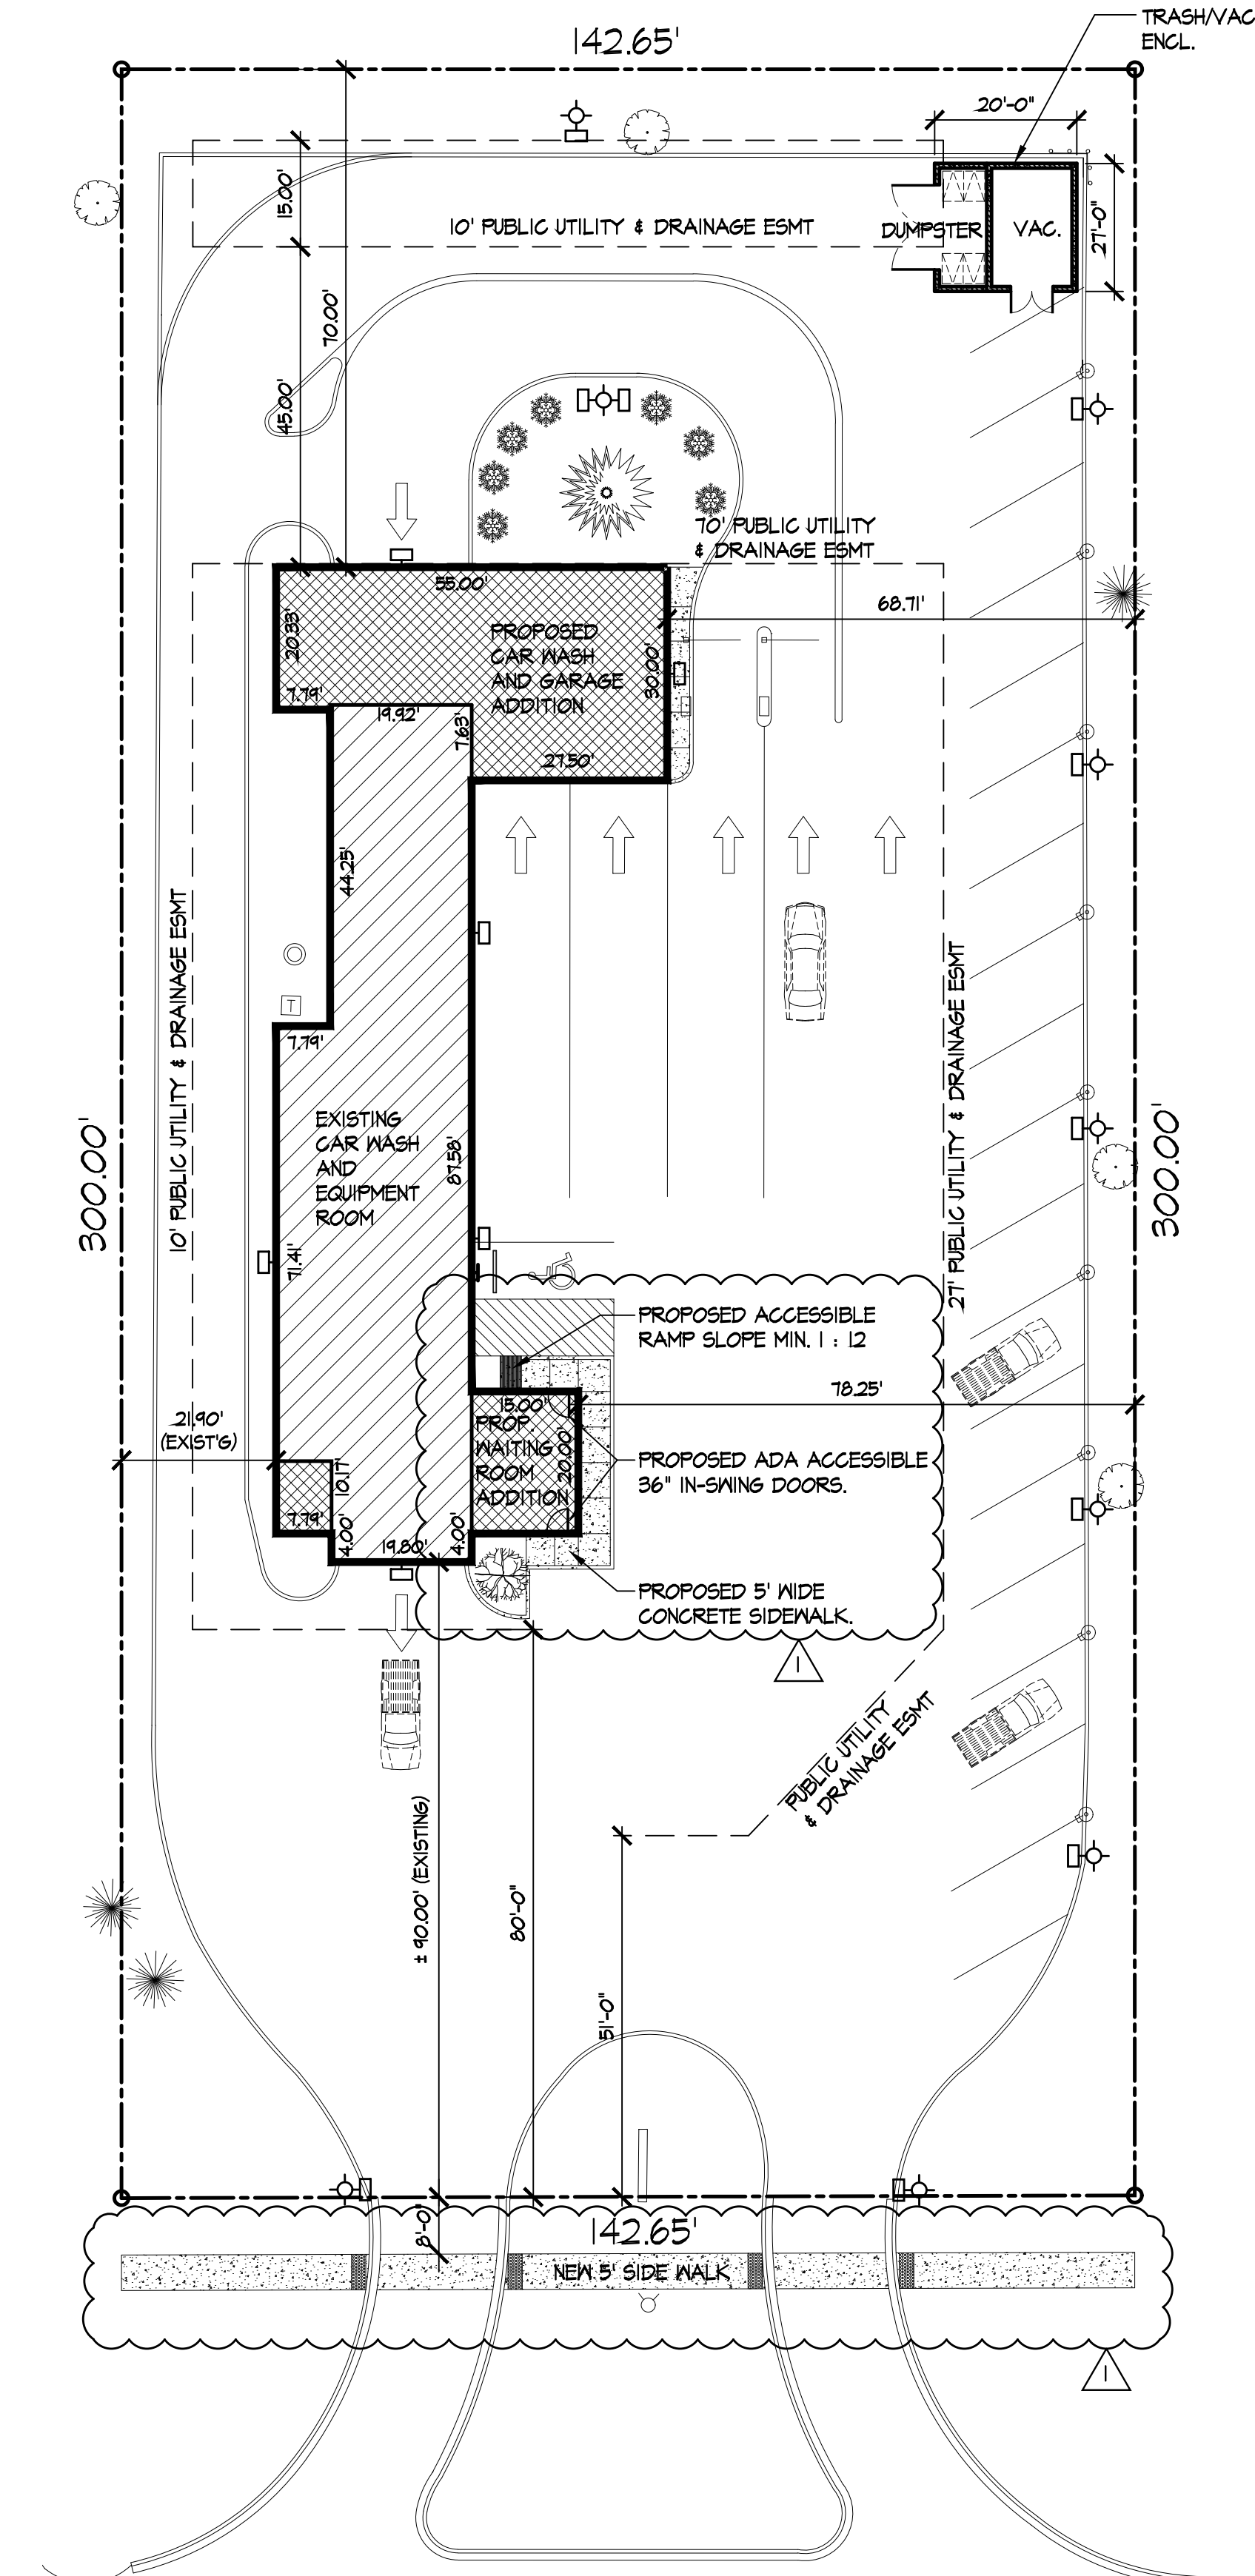 TRASH/VAC
ENCL.
142.65'
20'-0"
15.00'
10' PUBLIC UTILITY & DRAINAGE ESMT
DUMPSTER
VAC.
27'-0"
70.00'
45.00'
70' PUBLIC UTILITY
& DRAINAGE ESMT
55.00'
68.71'
20.33'
PROPOSED
CAR WASH
AND GARAGE
ADDITION
30.00'
7.79'
19.92'
7.63'
27.50'
44.25'
10' PUBLIC UTILITY & DRAINAGE ESMT
27' PUBLIC UTILITY & DRAINAGE ESMT
T
7.79'
300.00'
300.00'
EXISTING
CAR WASH
AND
EQUIPMENT
ROOM
87.58'
71.41'
PROPOSED ACCESSIBLE
RAMP SLOPE MIN. 1 : 12
78.25'
21.90'
(EXIST'G)
15.00'
PROP.
WAITING
ROOM
ADDITION
20.00'
PROPOSED ADA ACCESSIBLE
36" IN-SWING DOORS.
10.17'
7.79'
4.00'
19.80'
4.00'
PROPOSED 5' WIDE
CONCRETE SIDEWALK.
1
PUBLIC UTILITY
& DRAINAGE ESMT
± 90.00' (EXISTING)
80'-0"
51'-0"
8'-0"
142.65'
NEW 5' SIDE WALK
1